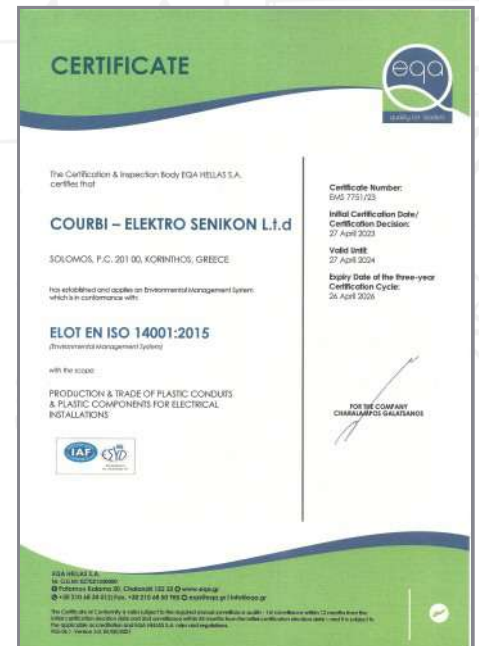 CERTIFICATE
eqa
quality for leaders
The Certification & Inspection Body EQA HELLAS S.A.
certifies that
COURBI – ELEKTRO SENIKON L.t.d
SOLOMOS, P.C. 201 00, KORINTHOS, GREECE
has established and applies an Environmental Management System
which is in conformance with:
ELOT EN ISO 14001:2015
(Environmental Management System)
with the scope:
PRODUCTION & TRADE OF PLASTIC CONDUITS
& PLASTIC COMPONENTS FOR ELECTRICAL
INSTALLATIONS
IAF
ΕΣΥΔ
Certificate Number:
EMS 7751/23
Initial Certification Date/
Certification Decision:
27 April 2023
Valid Until:
27 April 2024
Expiry Date of the three-year
Certification Cycle:
26 April 2026
FOR THE COMPANY
CHARALAMPOS GALATSANOS
EQA HELLAS S.A.